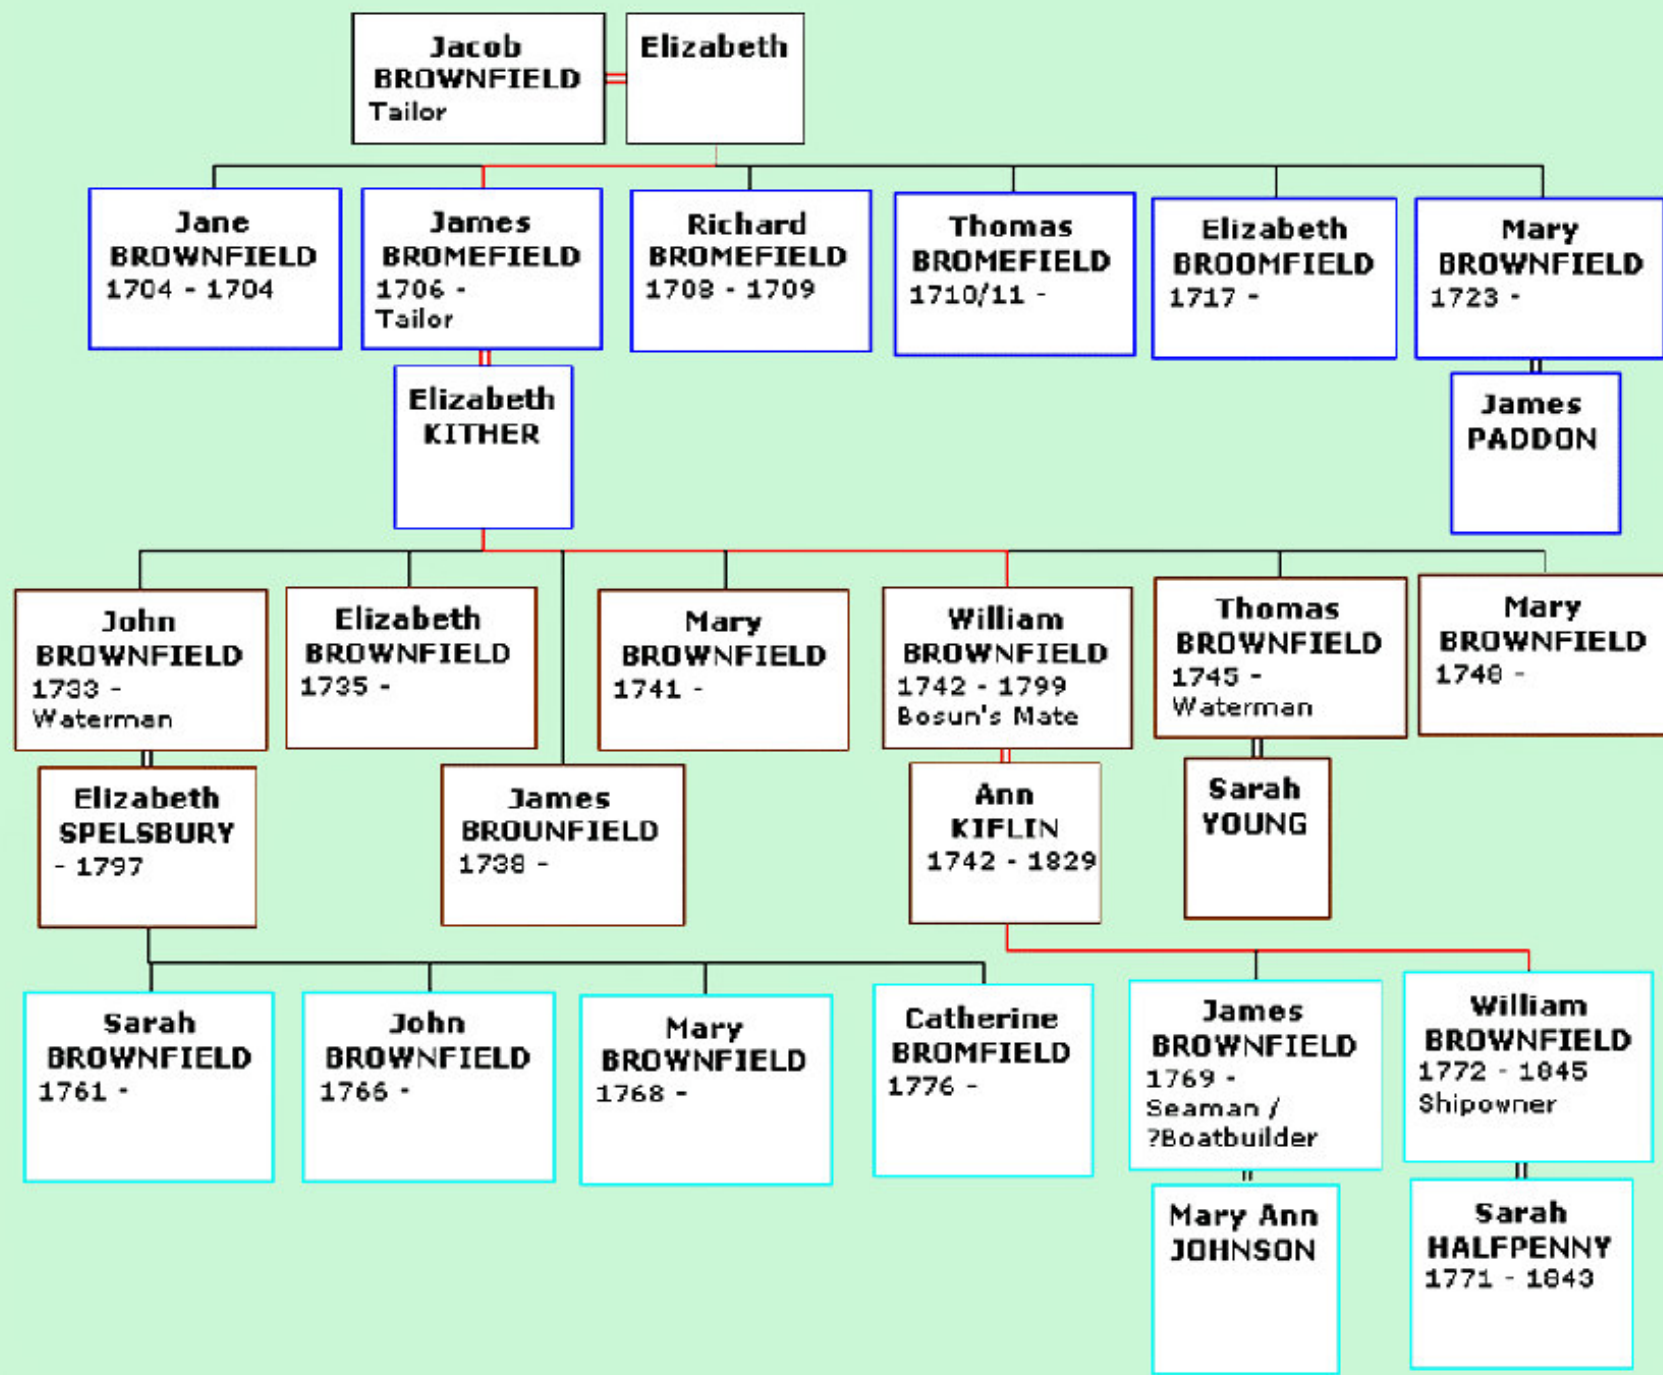 Jacob
BROWNFIELD
Tailor
Elizabeth
Jane
BROWNFIELD
1704 - 1704
James
BROMEFIELD
1706 -
Tailor
Richard
BROMEFIELD
1708 - 1709
Thomas
BROMEFIELD
1710/11 -
Elizabeth
BROOMFIELD
1717 -
Mary
BROWNFIELD
1723 -
Elizabeth
KITHER
James
PADDON
John
BROWNFIELD
1733 -
Waterman
Elizabeth
BROWNFIELD
1735 -
Mary
BROWNFIELD
1741 -
William
BROWNFIELD
1742 - 1799
Bosun's Mate
Thomas
BROWNFIELD
1745 -
Waterman
Mary
BROWNFIELD
1748 -
Elizabeth
SPELSBURY
- 1797
James
BROUNFIELD
1738 -
Ann
KIFLIN
1742 - 1829
Sarah
YOUNG
Sarah
BROWNFIELD
1761 -
John
BROWNFIELD
1766 -
Mary
BROWNFIELD
1768 -
Catherine
BROMFIELD
1776 -
James
BROWNFIELD
1769 -
Seaman /
?Boatbuilder
William
BROWNFIELD
1772 - 1845
Shipowner
Mary Ann
JOHNSON
Sarah
HALFPENNY
1771 - 1843